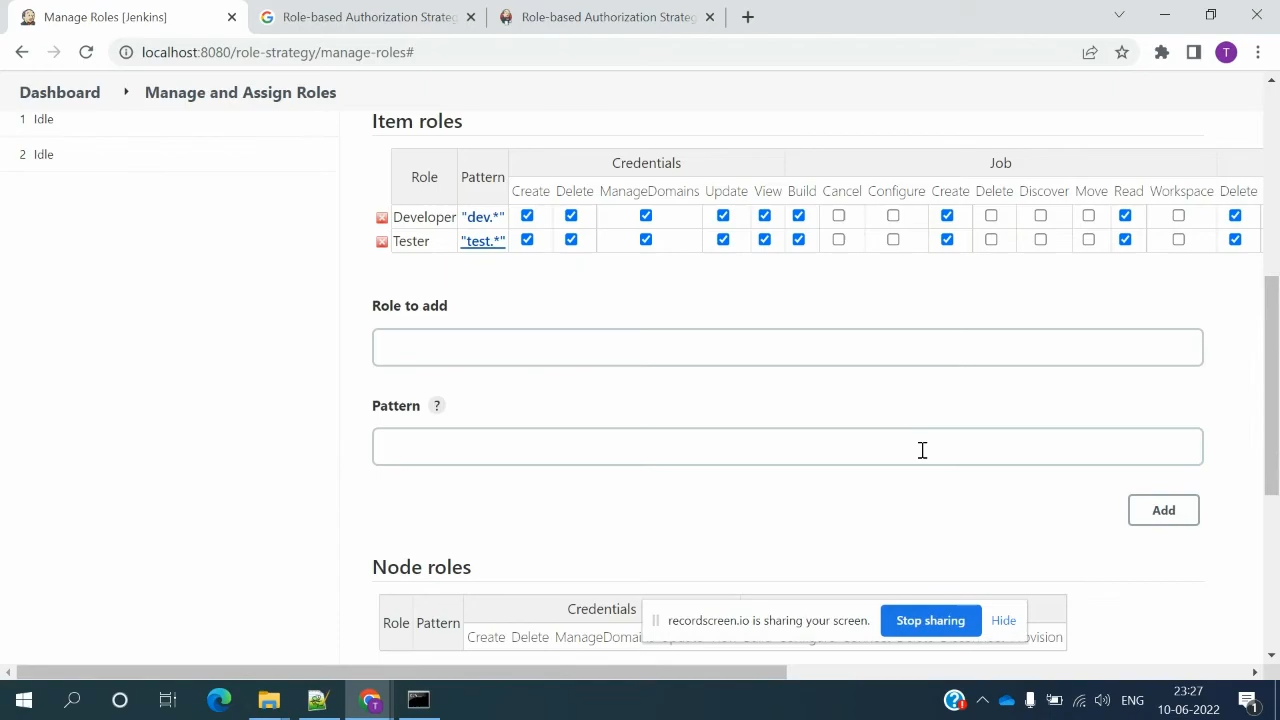 Manage Roles [Jenkins]
Role-based Authorization Strateg
Role-based Authorization Strateg
localhost:8080/role-strategy/manage-roles#
T
Dashboard
Manage and Assign Roles
1 Idle
2 Idle
Item roles
Role Pattern Credentials Job
Create Delete ManageDomains Update View Build Cancel Configure Create Delete Discover Move Read Workspace Delete
Developer "dev.*"
Tester "test.*"
Role to add
Pattern ?
Add
Node roles
Role Pattern Credentials
Create Delete
recordscreen.io is sharing your screen. Stop sharing Hide
T
ENG
23:27
10-06-2022
1